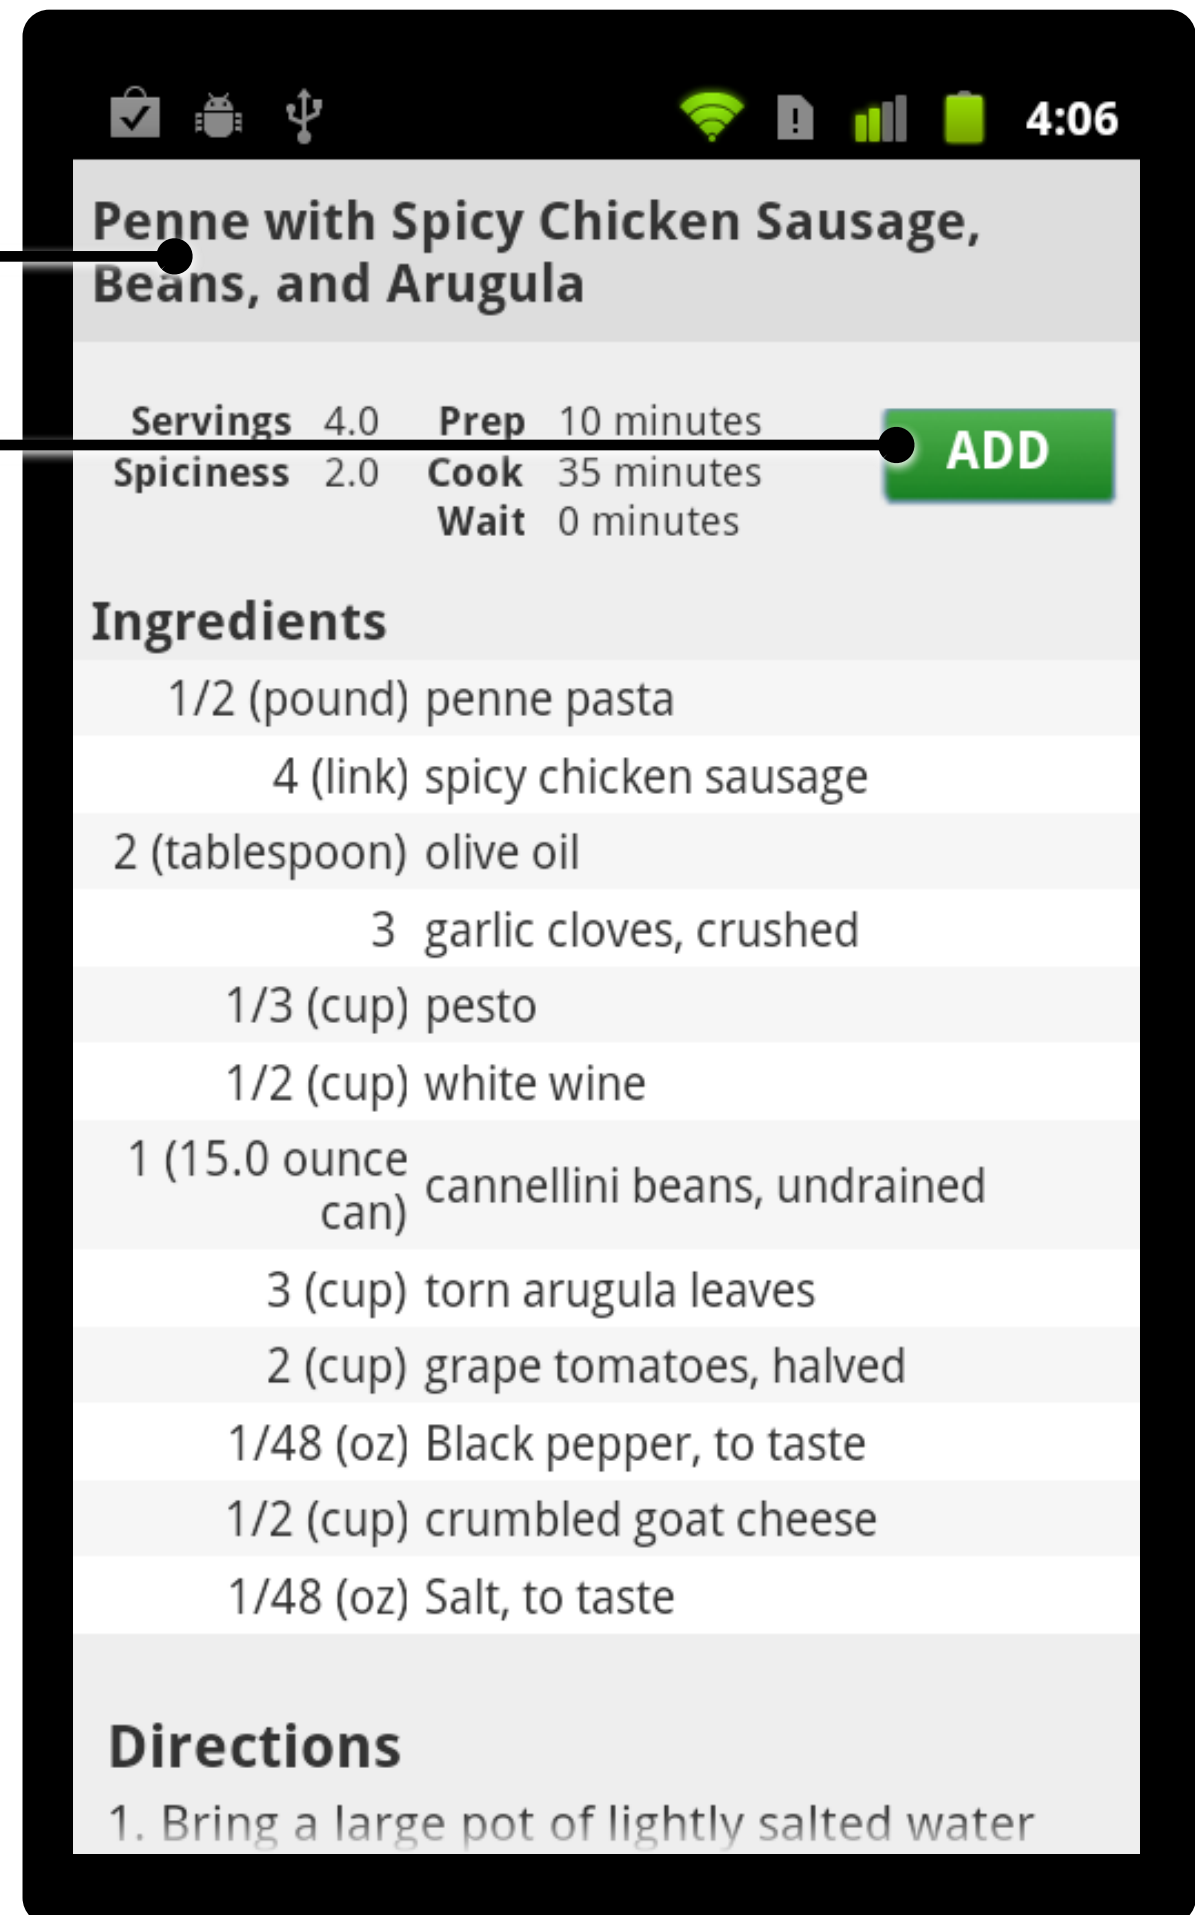 4:06
Penne with Spicy Chicken Sausage,
Beans, and Arugula
Servings 4.0 Prep 10 minutes
ADD
Spiciness 2.0 Cook 35 minutes
Wait 0 minutes
Ingredients
1/2 (pound) penne pasta
4 (link) spicy chicken sausage
2 (tablespoon) olive oil
3 garlic cloves, crushed
1/3 (cup) pesto
1/2 (cup) white wine
1 (15.0 ounce
can) cannellini beans, undrained
3 (cup) torn arugula leaves
2 (cup) grape tomatoes, halved
1/48 (oz) Black pepper, to taste
1/2 (cup) crumbled goat cheese
1/48 (oz) Salt, to taste
Directions
1. Bring a large pot of lightly salted water